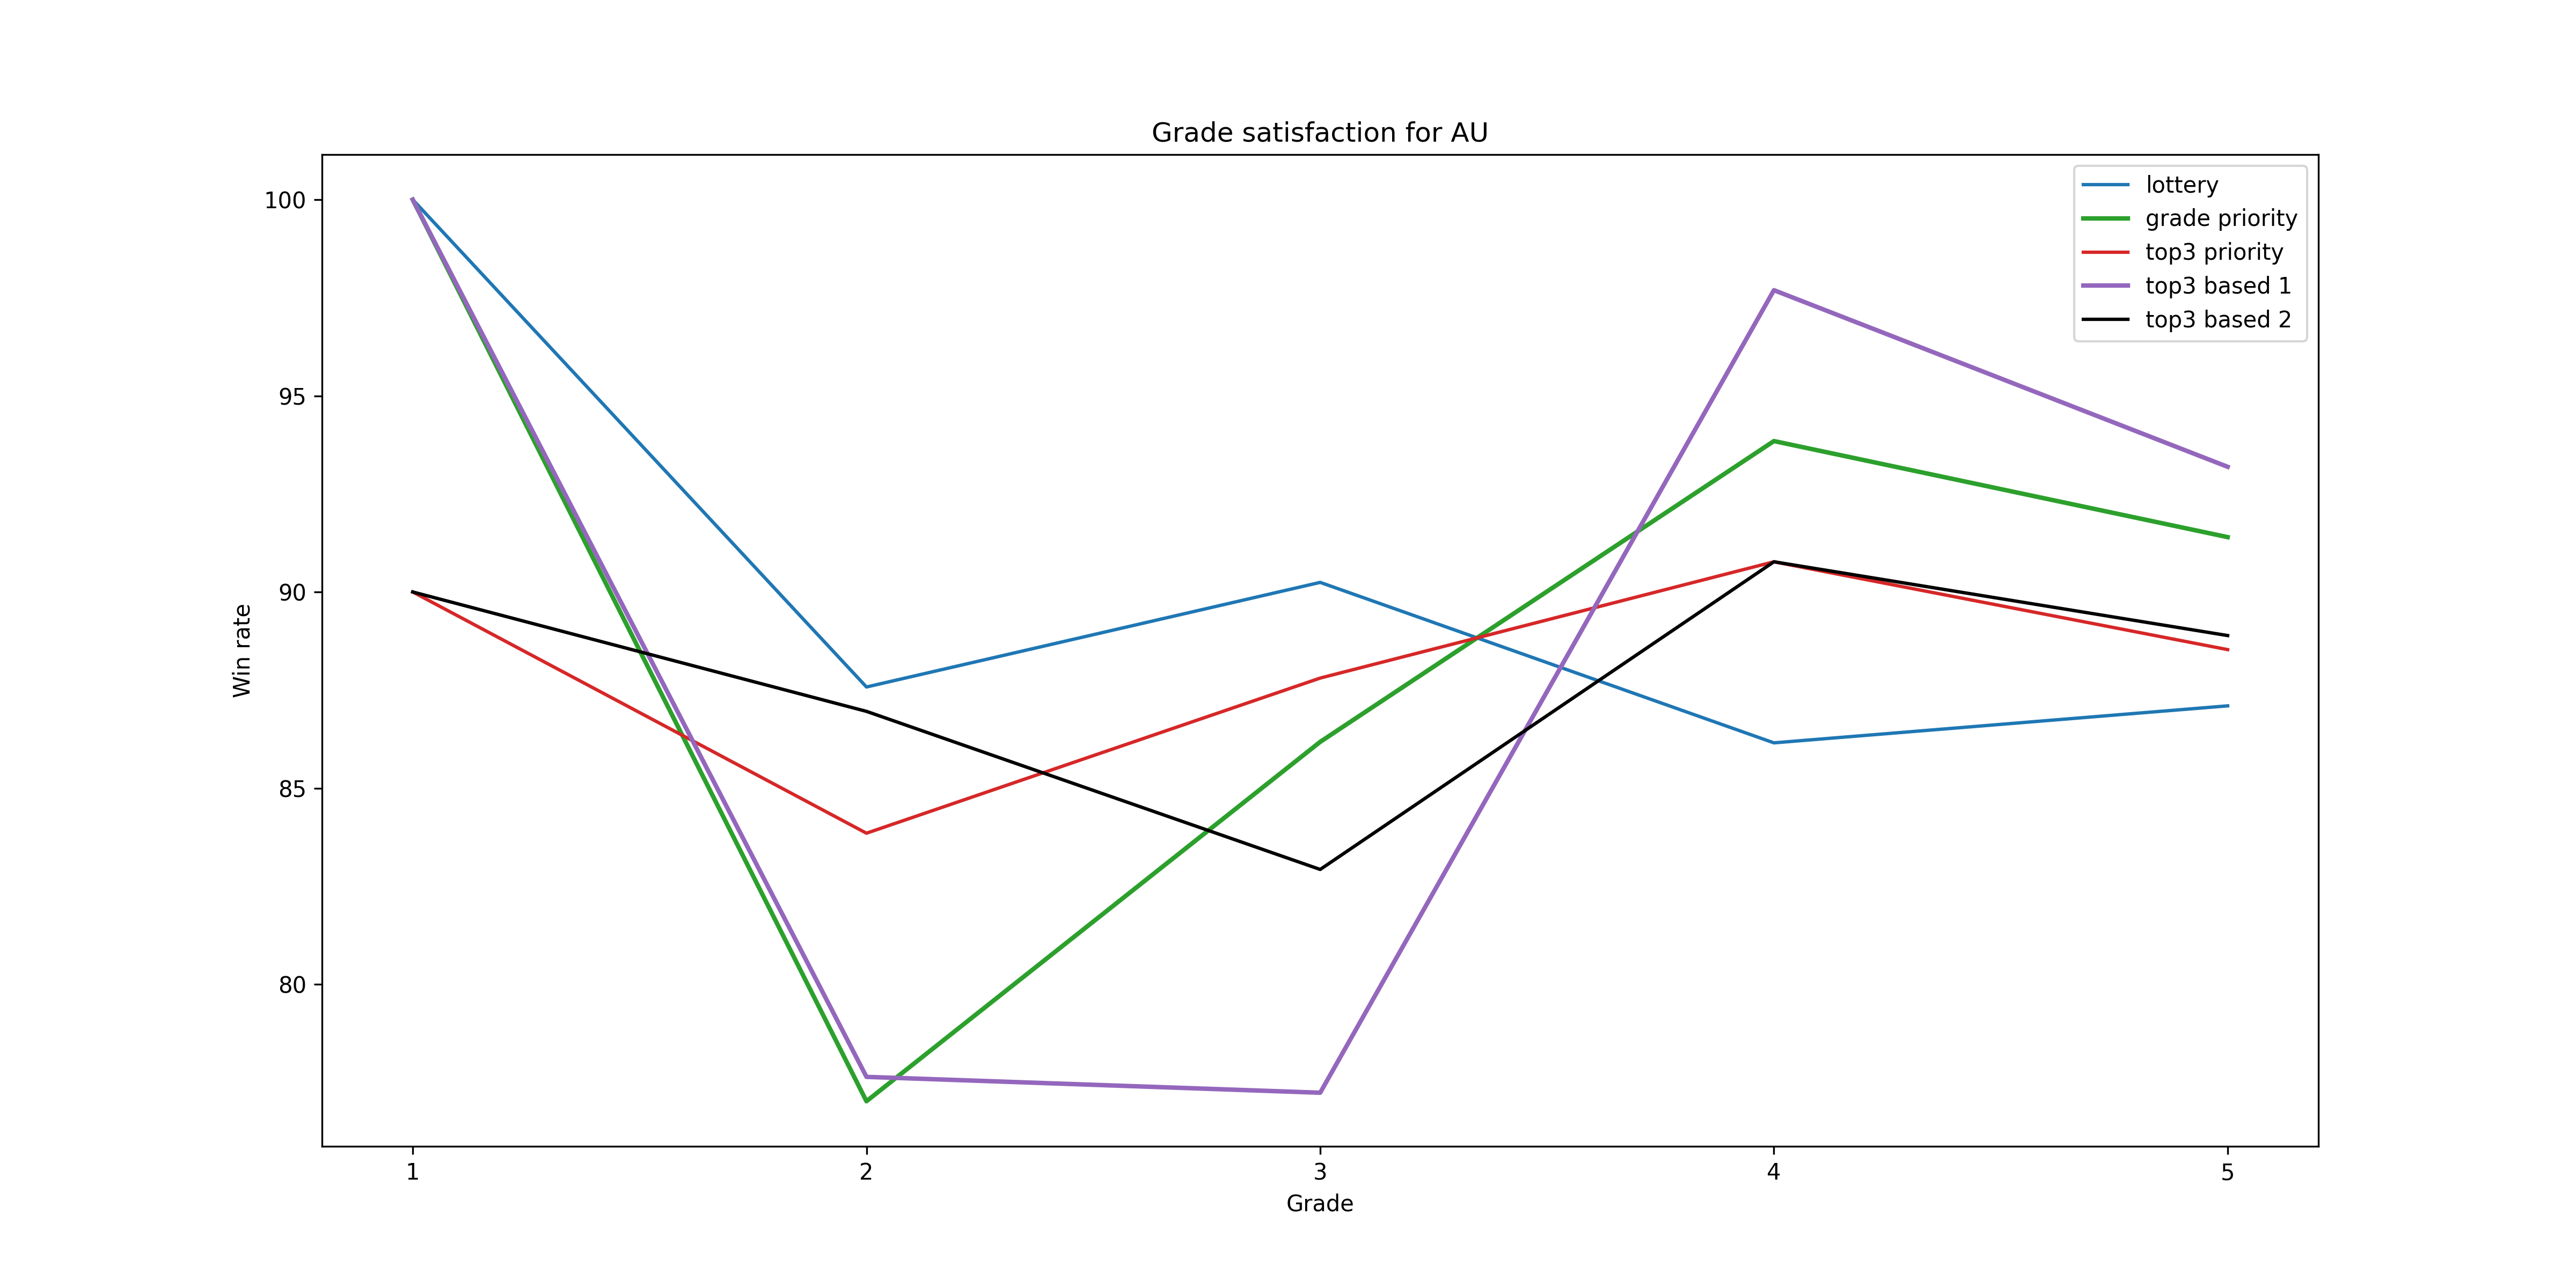 Grade satisfaction for AU
lottery
grade priority
top3 priority
top3 based 1
top3 based 2
100
95
90
85
80
Win rate
1 2 3 4 5
Grade